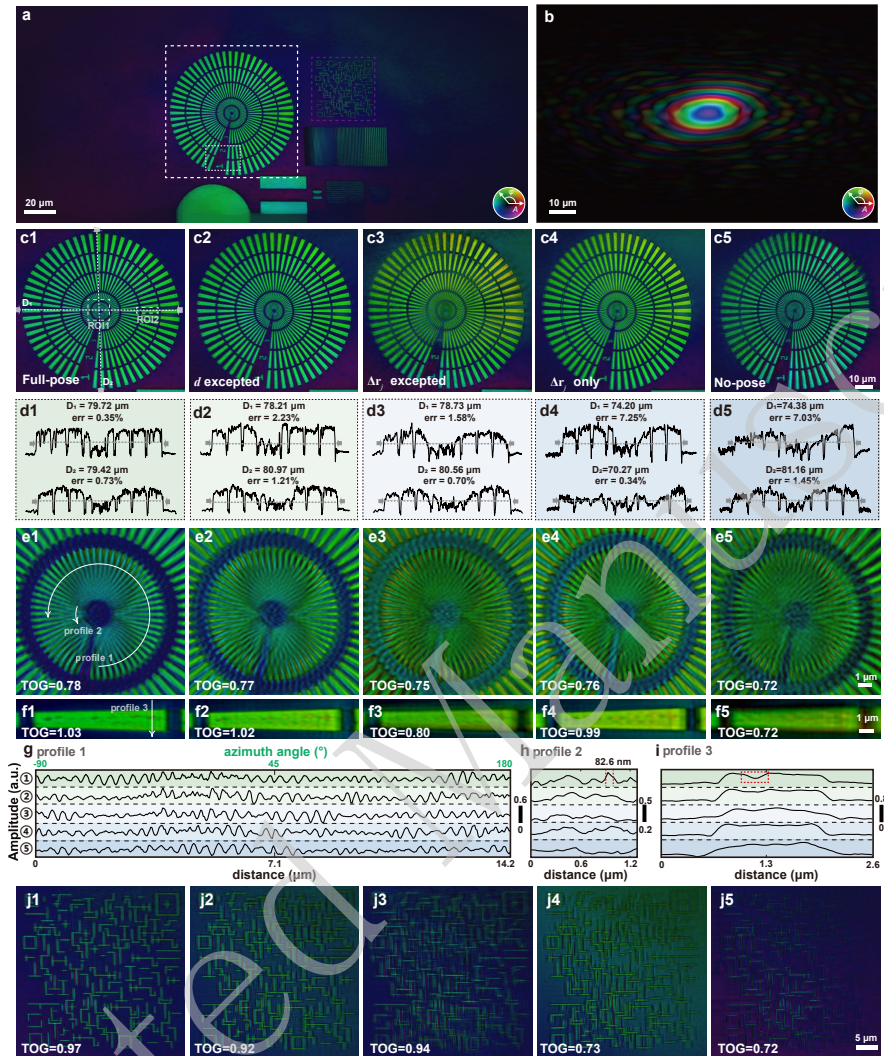 a
20 μm
φ
A
b
10 μm
φ
A
c1
D₁
ROI1
ROI2
D₂
Full-pose
c2
d excepted
c3
Δrⱼ excepted
c4
Δrⱼ only
c5
No-pose
10 μm
d1
D₁ = 79.72 μm
err = 0.35%
D₂ = 79.42 μm
err = 0.73%
d2
D₁ = 78.21 μm
err = 2.23%
D₂ = 80.97 μm
err = 1.21%
d3
D₁ = 78.73 μm
err = 1.58%
D₂ = 80.56 μm
err = 0.70%
d4
D₁ = 74.20 μm
err = 7.25%
D₂=70.27 μm
err = 0.34%
d5
D₁=74.38 μm
err = 7.03%
D₂=81.16 μm
err = 1.45%
e1
profile 2
profile 1
TOG=0.78
e2
TOG=0.77
e3
TOG=0.75
e4
TOG=0.76
e5
TOG=0.72
1 μm
f1
profile 3
TOG=1.03
f2
TOG=1.02
f3
TOG=0.80
f4
TOG=0.99
f5
TOG=0.72
1 μm
g profile 1
azimuth angle (°)
-90
45
180
Amplitude (a.u.)
①
②
③
④
⑤
0.6
0
0
7.1
14.2
distance (μm)
h profile 2
82.6 nm
0.5
0.2
0
0.6
1.2
distance (μm)
i profile 3
0.8
0
0
1.3
2.6
distance (μm)
j1
TOG=0.97
j2
TOG=0.92
j3
TOG=0.94
j4
TOG=0.73
j5
TOG=0.72
5 μm